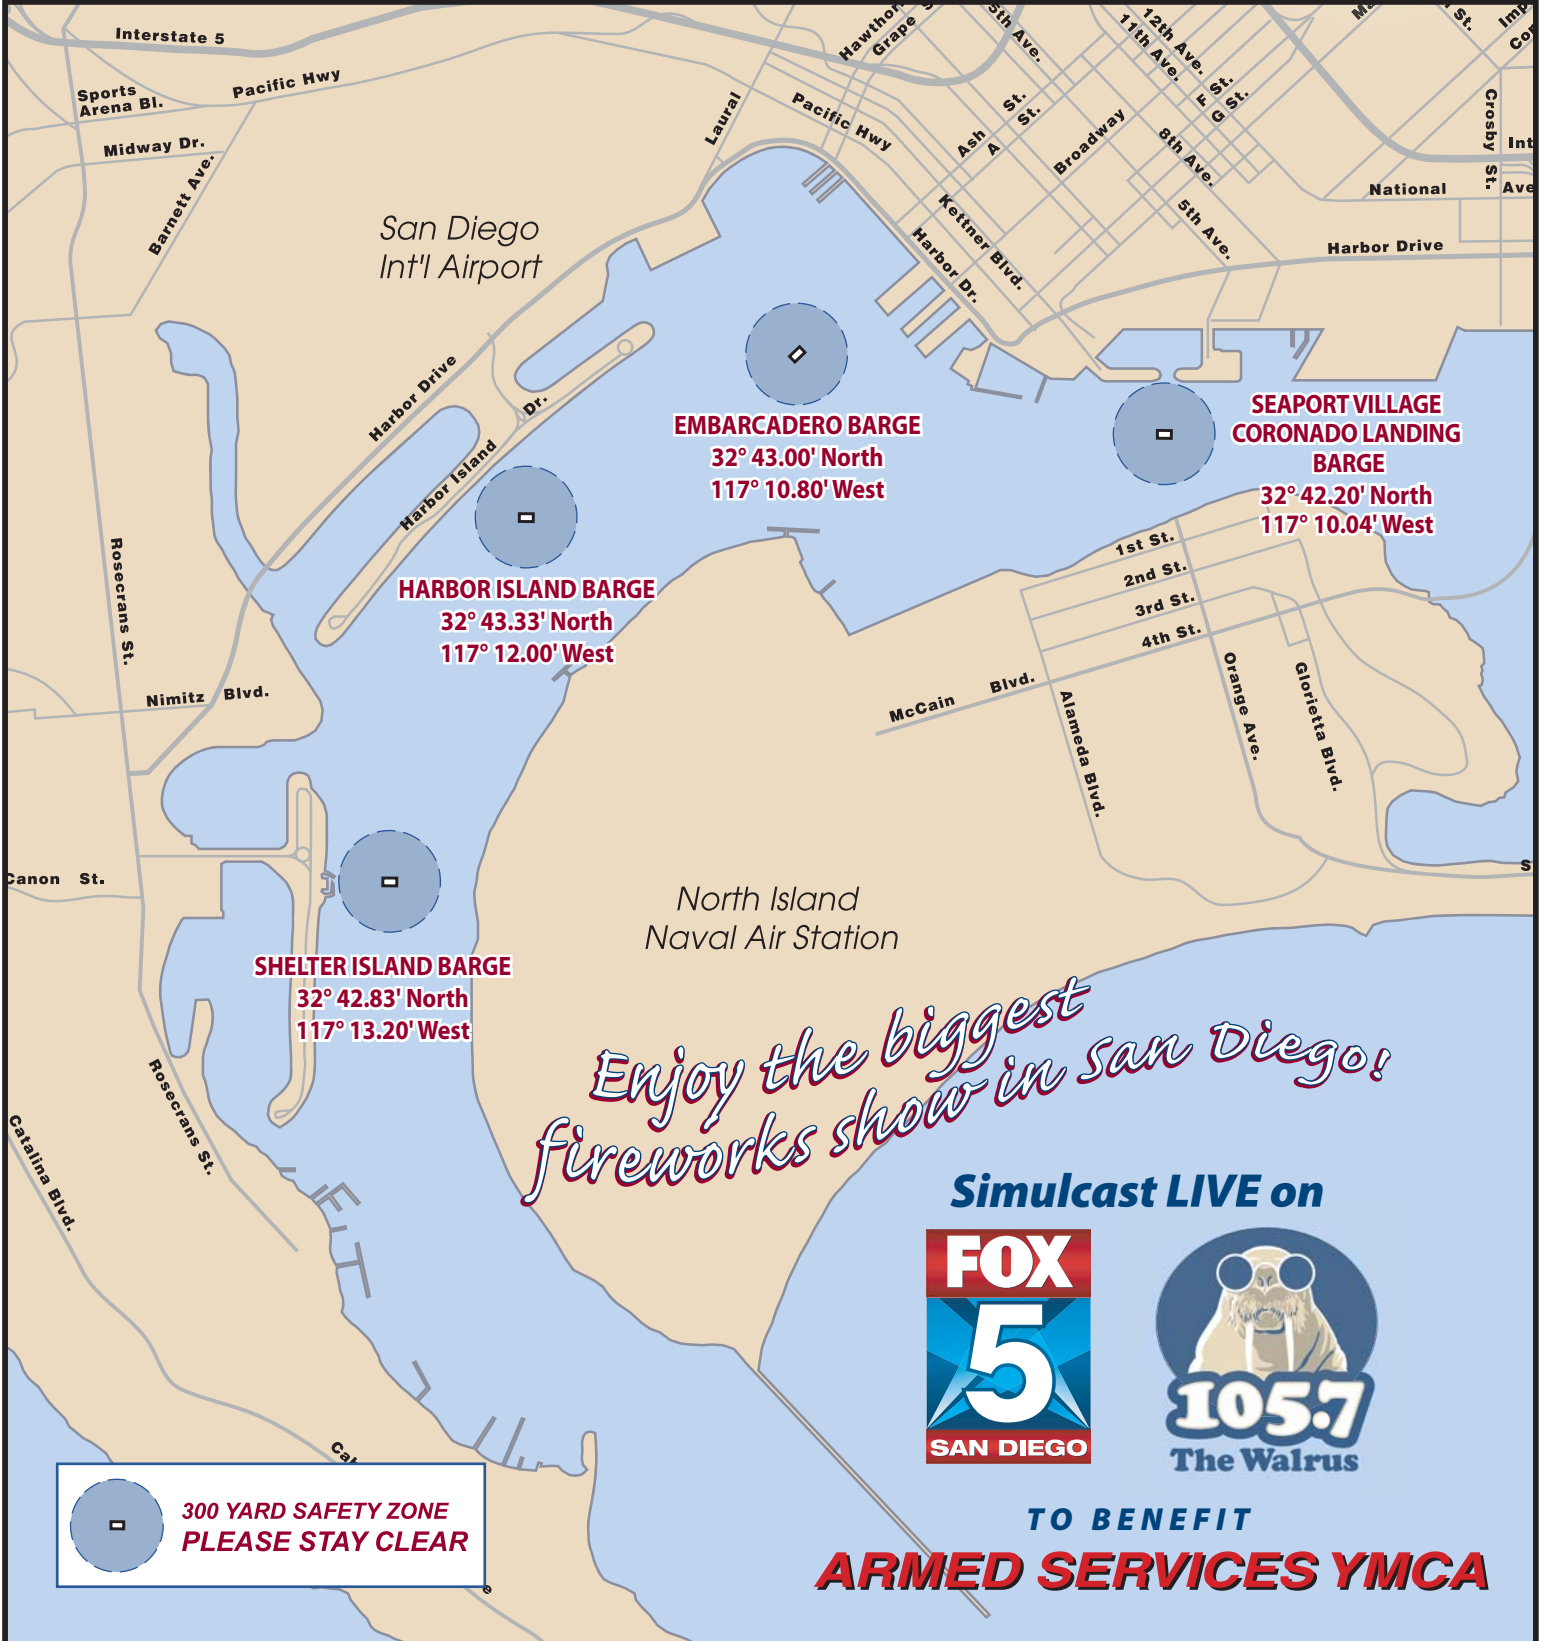 Interstate 5
Sports
Arena Bl.
Pacific Hwy
Midway Dr.
Barnett Ave.
Laural
Grape
Pacific Hwy
5th Ave.
12th Ave.
11th Ave.
F St.
G St.
Ash St.
A St.
Broadway
8th Ave.
5th Ave.
Kettner Blvd.
Harbor Dr.
Crosby St.
National Ave
Harbor Drive
San Diego
Int'l Airport
Harbor Drive
Harbor Island Dr.
EMBARCADERO BARGE
32° 43.00' North
117° 10.80' West
SEAPORT VILLAGE
CORONADO LANDING
BARGE
32° 42.20' North
117° 10.04' West
HARBOR ISLAND BARGE
32° 43.33' North
117° 12.00' West
Rosecrans St.
Nimitz Blvd.
1st St.
2nd St.
3rd St.
4th St.
McCain Blvd.
Alameda Blvd.
Orange Ave.
Glorietta Blvd.
Canon St.
North Island
Naval Air Station
SHELTER ISLAND BARGE
32° 42.83' North
117° 13.20' West
Rosecrans St.
Catalina Blvd.
Enjoy the biggest
fireworks show in San Diego!
Simulcast LIVE on
FOX
5
SAN DIEGO
105.7
The Walrus
300 YARD SAFETY ZONE
PLEASE STAY CLEAR
TO BENEFIT
ARMED SERVICES YMCA